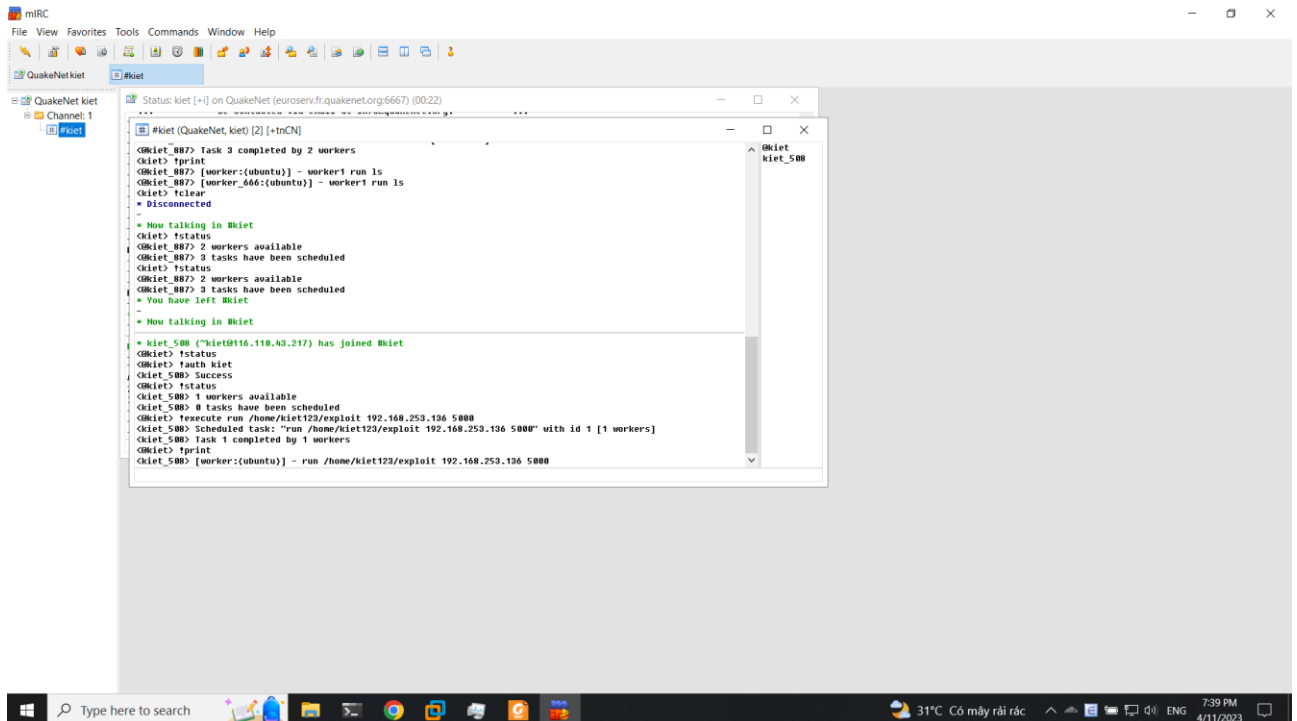 mIRC
File View Favorites Tools Commands Window Help
QuakeNet kiet #kiet
QuakeNet kiet
Channel: 1
#kiet
Status: kiet [+i] on QuakeNet (euroserv.fr.quakenet.org:6667) (00:22)
#kiet (QuakeNet, kiet) [2] [+tnCN]
<@kiet_887> Task 3 completed by 2 workers
<kiet> !print
<@kiet_887> [worker:{ubuntu}] - worker1 run ls
<@kiet_887> [worker_666:{ubuntu}] - worker1 run ls
<kiet> !clear
* Disconnected
-
* Now talking in #kiet
<kiet> !status
<@kiet_887> 2 workers available
<@kiet_887> 3 tasks have been scheduled
<kiet> !status
<@kiet_887> 2 workers available
<@kiet_887> 3 tasks have been scheduled
* You have left #kiet
-
* Now talking in #kiet
* kiet_508 (~kiet@116.110.43.217) has joined #kiet
<@kiet> !status
<@kiet> !auth kiet
<kiet_508> Success
<@kiet> !status
<kiet_508> 1 workers available
<kiet_508> 0 tasks have been scheduled
<@kiet> !execute run /home/kiet123/exploit 192.168.253.136 5000
<kiet_508> Scheduled task: "run /home/kiet123/exploit 192.168.253.136 5000" with id 1 [1 workers]
<kiet_508> Task 1 completed by 1 workers
<@kiet> !print
<kiet_508> [worker:{ubuntu}] - run /home/kiet123/exploit 192.168.253.136 5000
@kiet
kiet_508
Type here to search
31°C Có mây rải rác
ENG
7:39 PM
4/11/2023